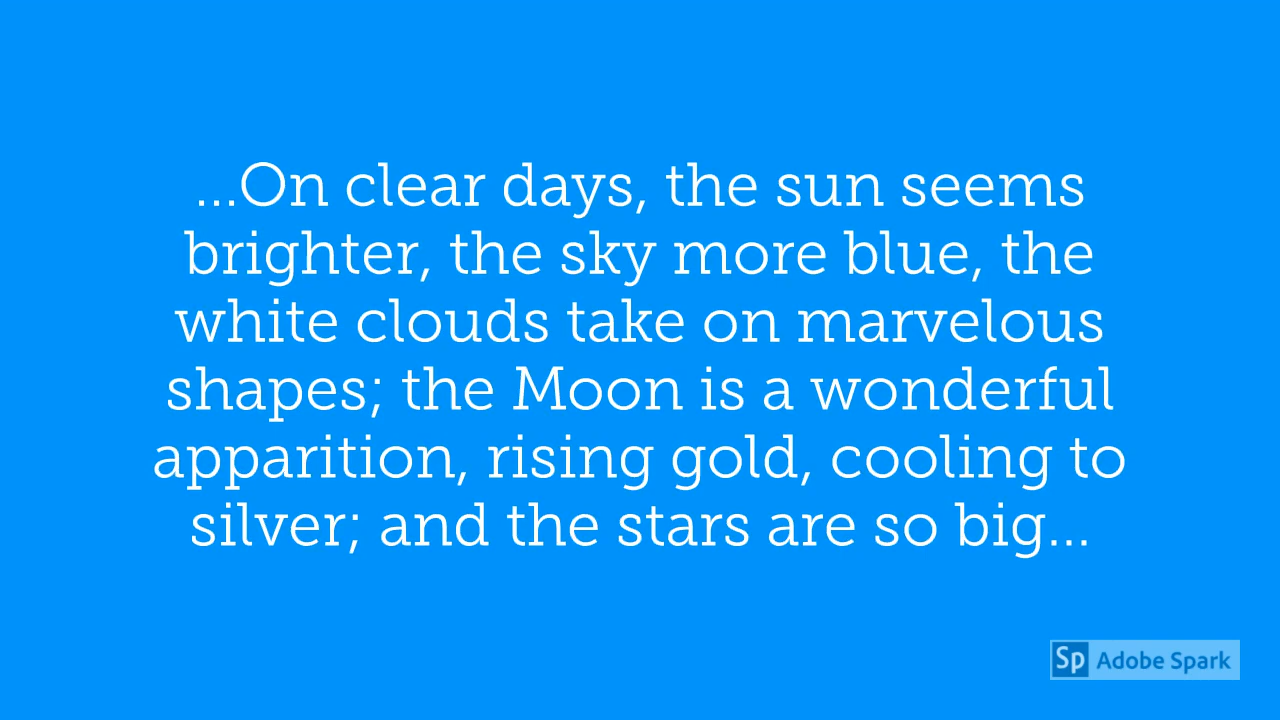 ...On clear days, the sun seems
brighter, the sky more blue, the
white clouds take on marvelous
shapes; the Moon is a wonderful
apparition, rising gold, cooling to
silver; and the stars are so big...
Sp Adobe Spark